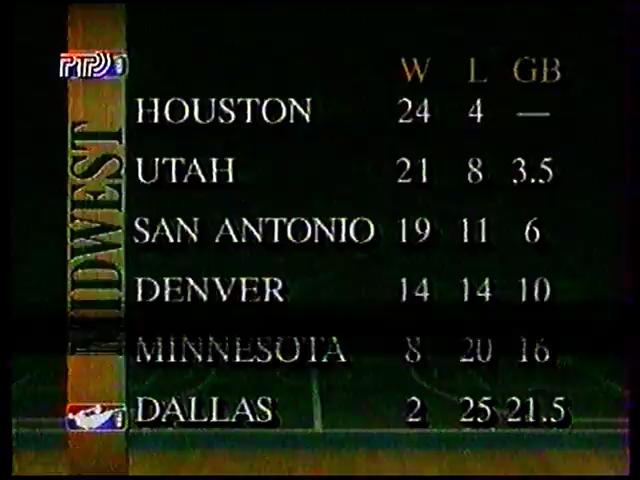 РТР
W L GB
MIDWEST
HOUSTON 24 4 —
UTAH 21 8 3.5
SAN ANTONIO 19 11 6
DENVER 14 14 10
MINNESOTA 8 20 16
DALLAS 2 25 21.5